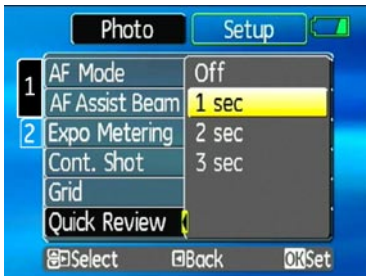 Photo Setup
1
2
AF Mode Off
AF Assist Beam 1 sec
Expo Metering 2 sec
Cont. Shot 3 sec
Grid
Quick Review
Select Back OK Set